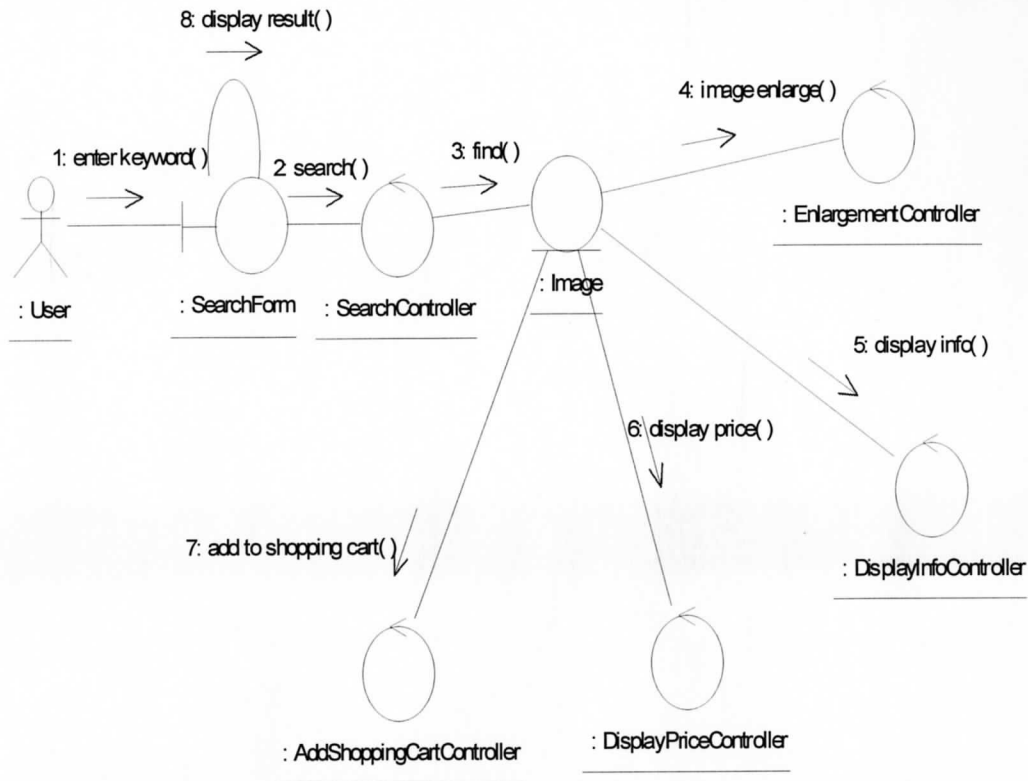 8: display result( )
4: image enlarge( )
1: enter keyword( )
2: search( )
3: find( )
: EnlargementController
: User
: SearchForm
: SearchController
: Image
5: display info( )
6: display price( )
7: add to shopping cart( )
: DisplayInfoController
: AddShoppingCartController
: DisplayPriceController